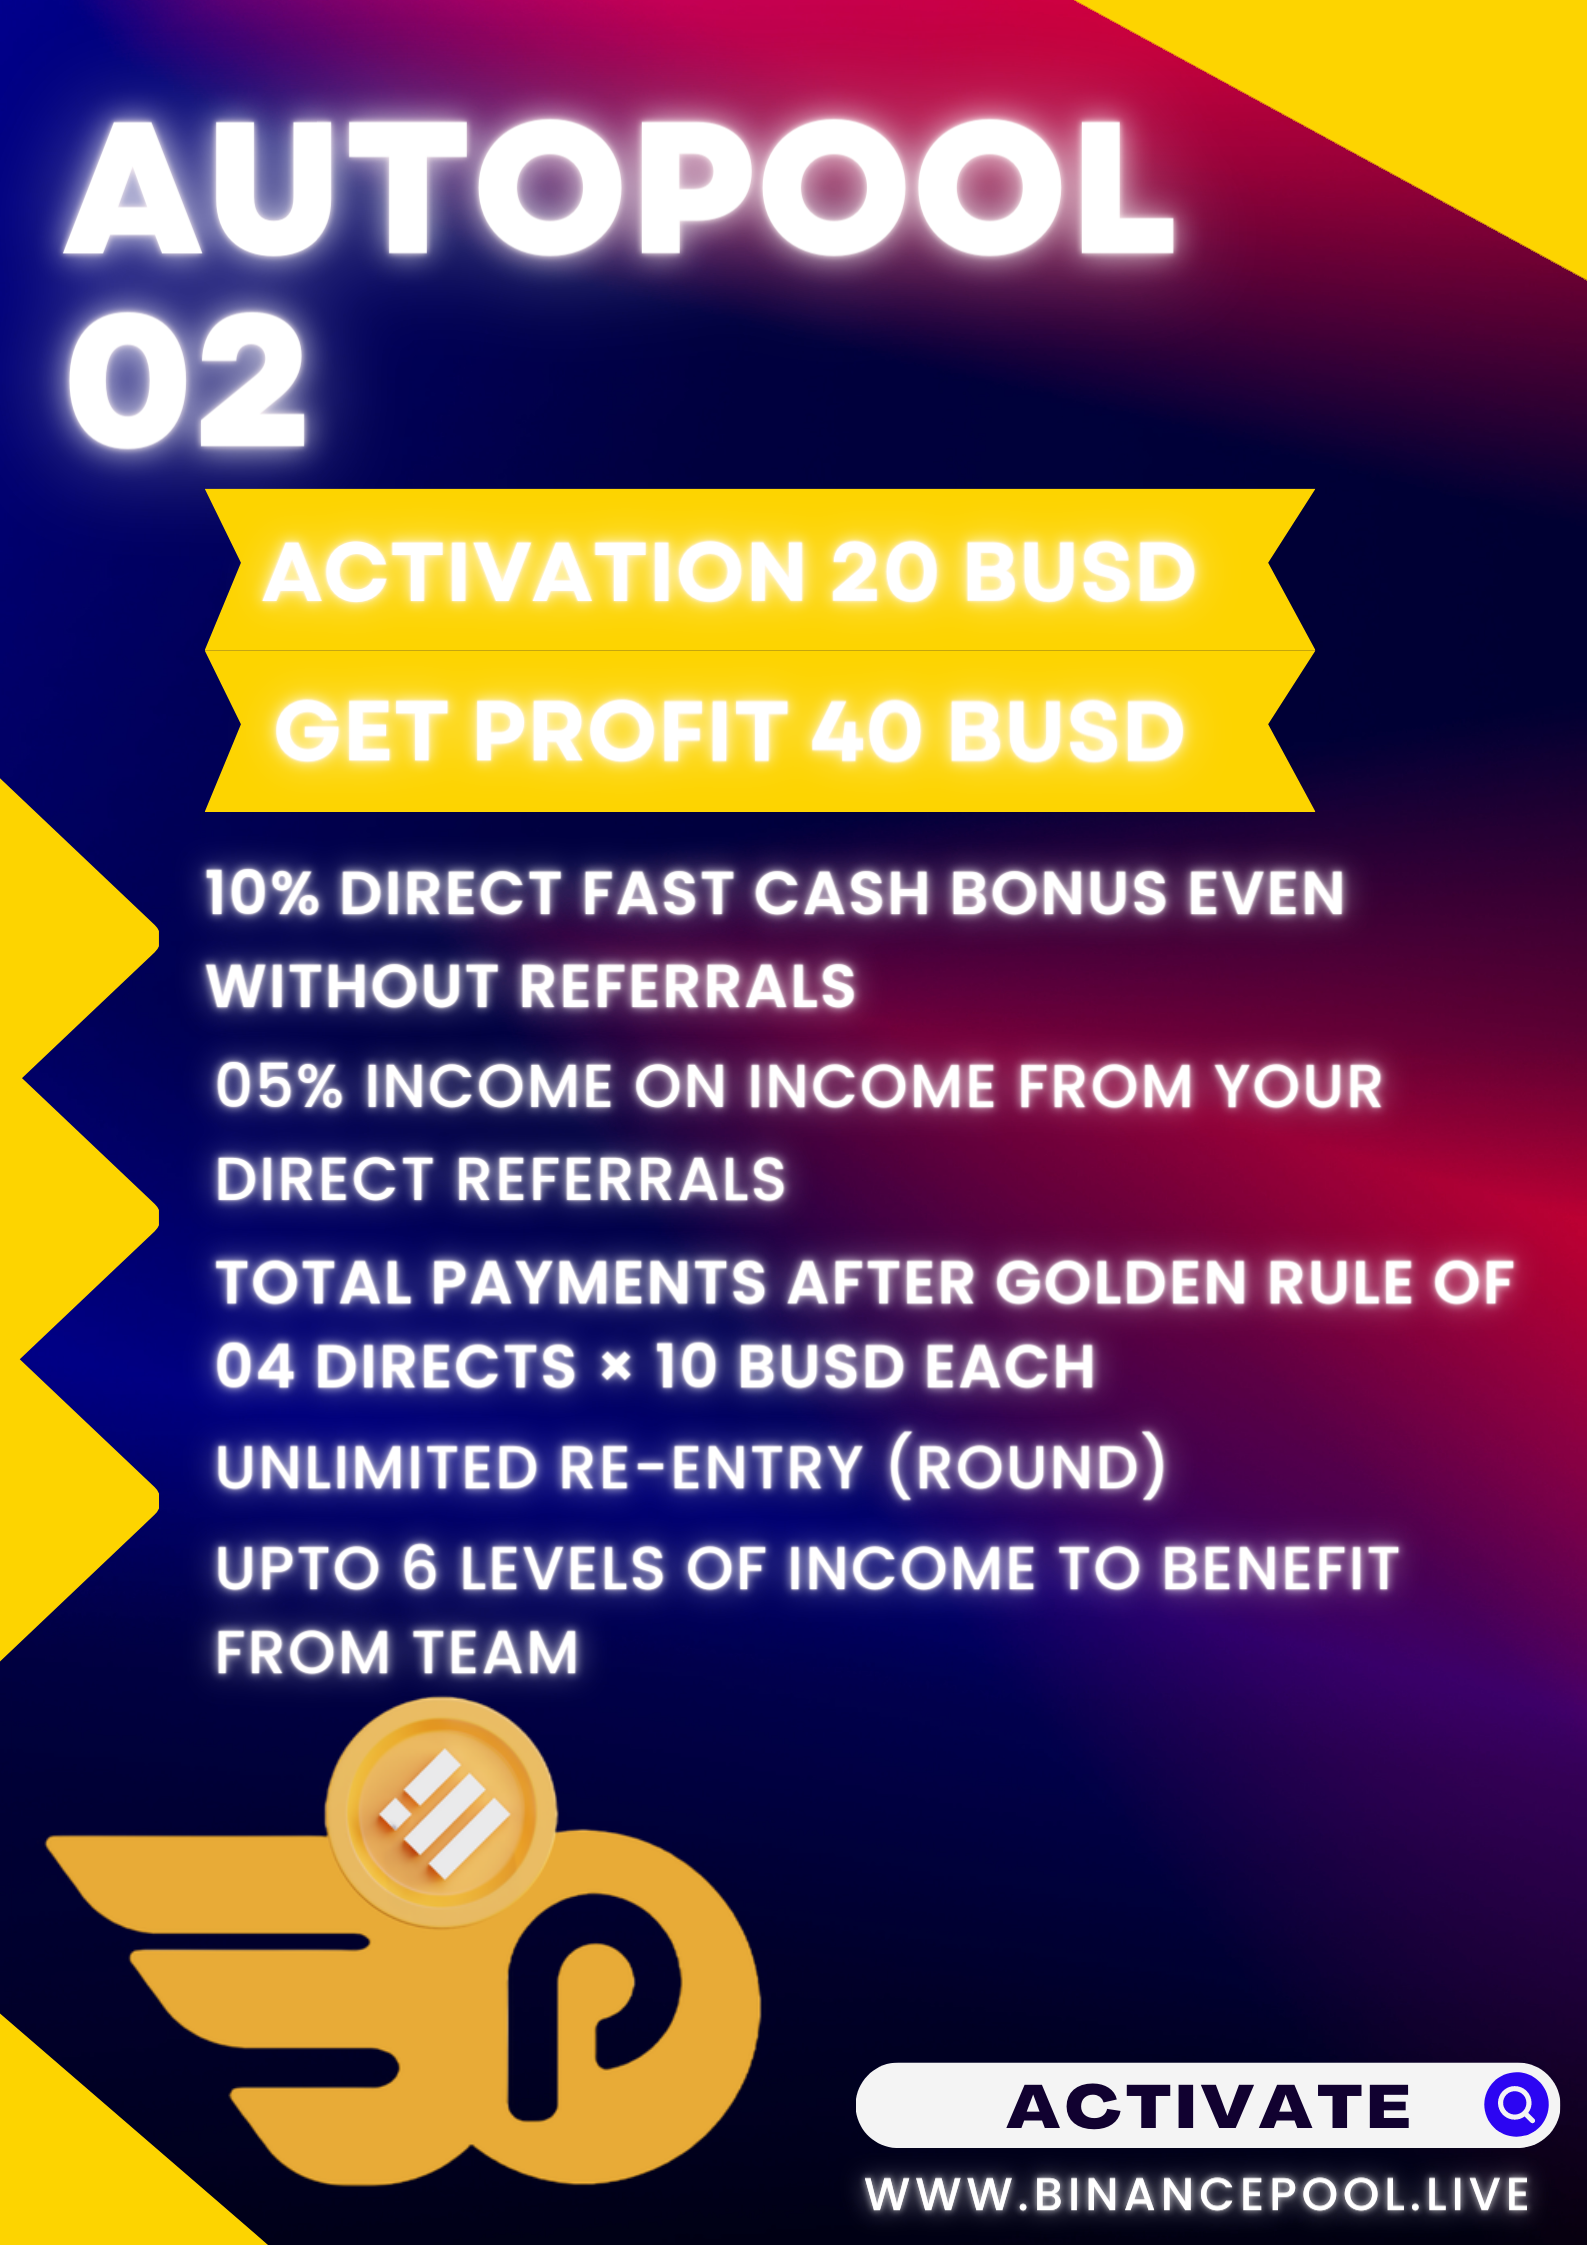 AUTOPOOL
02
ACTIVATION 20 BUSD
GET PROFIT 40 BUSD
10% DIRECT FAST CASH BONUS EVEN
WITHOUT REFERRALS
05% INCOME ON INCOME FROM YOUR
DIRECT REFERRALS
TOTAL PAYMENTS AFTER GOLDEN RULE OF
04 DIRECTS × 10 BUSD EACH
UNLIMITED RE-ENTRY (ROUND)
UPTO 6 LEVELS OF INCOME TO BENEFIT
FROM TEAM
ACTIVATE
WWW.BINANCEPOOL.LIVE